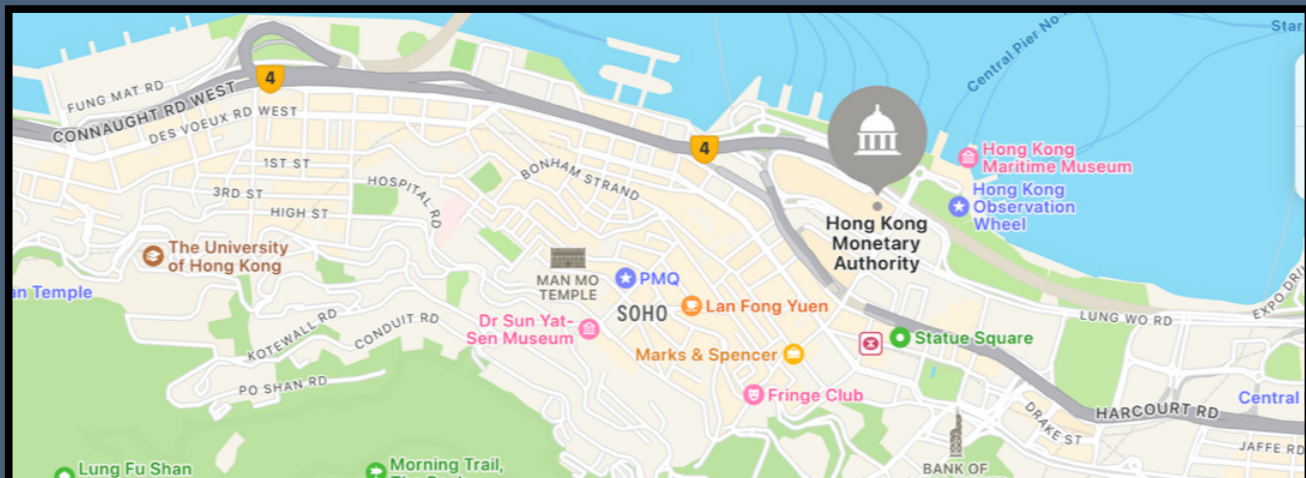 Star
Central Pier No
FUNG MAT RD
4
CONNAUGHT RD WEST
DES VOEUX RD WEST
4
1ST ST
BONHAM STRAND
Hong Kong
Maritime Museum
3RD ST
HOSPITAL RD
Hong Kong
Observation
Wheel
HIGH ST
Hong Kong
Monetary
Authority
The University
of Hong Kong
MAN MO
TEMPLE
PMQ
an Temple
SOHO
Lan Fong Yuen
EXPO DRI
LUNG WO RD
KOTEWALL RD
CONDUIT RD
Dr Sun Yat-
Sen Museum
Statue Square
Marks & Spencer
PO SHAN RD
Fringe Club
Central
HARCOURT RD
DRAKE ST
JAFFE RD
Lung Fu Shan
Morning Trail,
BANK OF